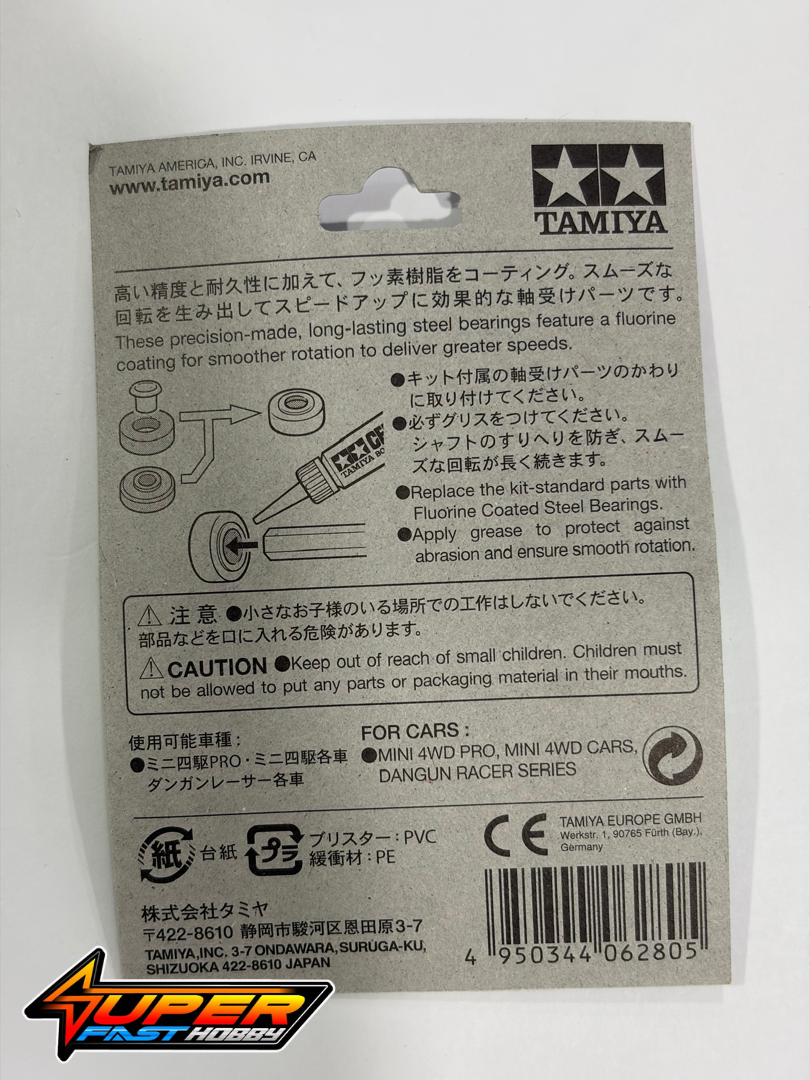 TAMIYA AMERICA, INC. IRVINE, CA
www.tamiya.com
TAMIYA
高い精度と耐久性に加えて、フッ素樹脂をコーティング。スムーズな
回転を生み出してスピードアップに効果的な軸受けパーツです。
These precision-made, long-lasting steel bearings feature a fluorine
coating for smoother rotation to deliver greater speeds.
●キット付属の軸受けパーツのかわり
に取り付けてください。
●必ずグリスをつけてください。
シャフトのすりへりを防ぎ、スムー
ズな回転が長く続きます。
TAMIYA
●Replace the kit-standard parts with
Fluorine Coated Steel Bearings.
●Apply grease to protect against
abrasion and ensure smooth rotation.
⚠ 注意 ●小さなお子様のいる場所での工作はしないでください。
部品などを口に入れる危険があります。
⚠ CAUTION ●Keep out of reach of small children. Children must
not be allowed to put any parts or packaging material in their mouths.
使用可能車種：
●ミニ四駆PRO・ミニ四駆各車
ダンガンレーサー各車
FOR CARS :
●MINI 4WD PRO, MINI 4WD CARS,
DANGUN RACER SERIES
紙 台紙
プラ ブリスター：PVC
緩衝材：PE
CE
TAMIYA EUROPE GMBH
Werkstr. 1, 90765 Fürth (Bay.),
Germany
株式会社タミヤ
〒422-8610 静岡市駿河区恩田原3-7
TAMIYA,INC. 3-7 ONDAWARA, SURUGA-KU,
SHIZUOKA 422-8610 JAPAN
4 950344 062805
SUPER
FAST HOBBY